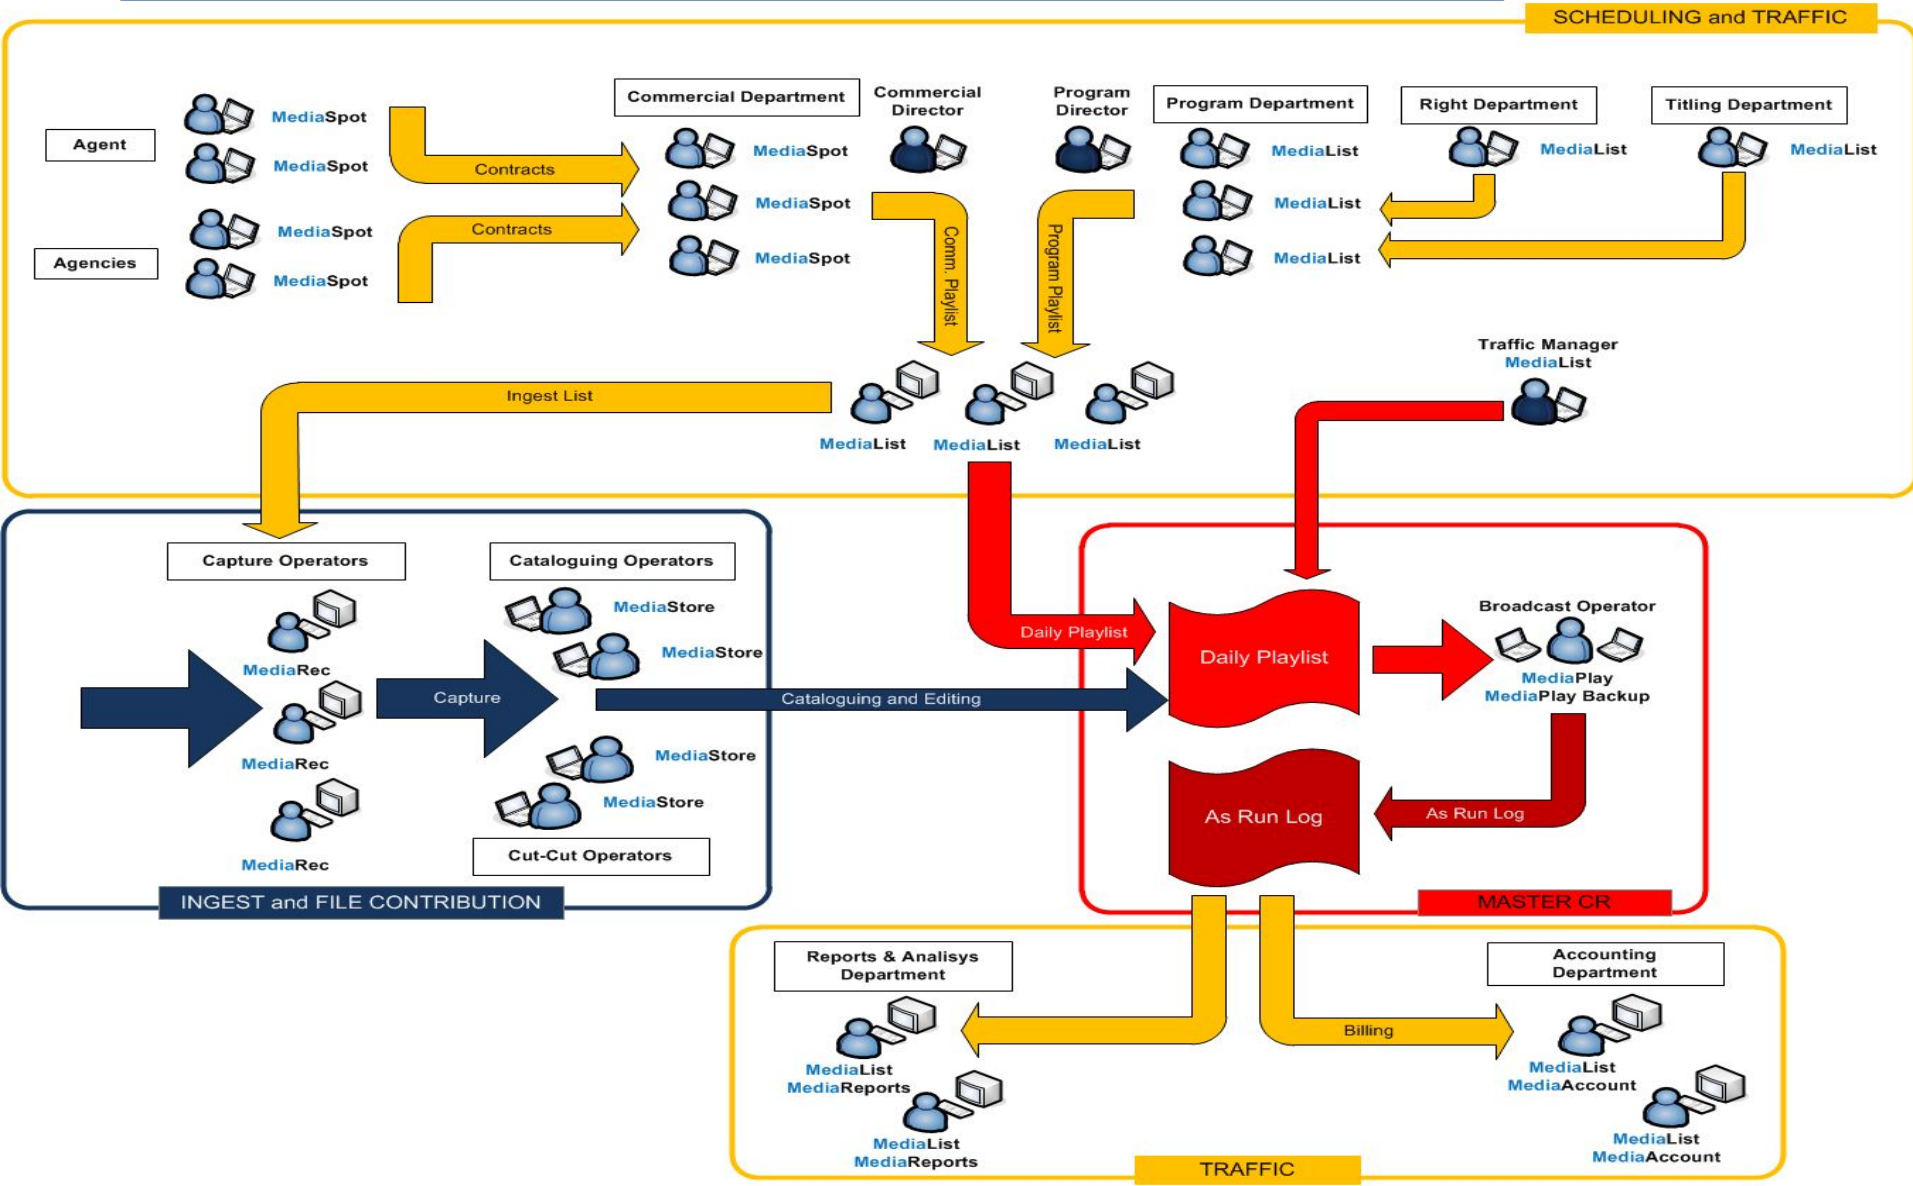 SCHEDULING and TRAFFIC
Agent
MediaSpot
MediaSpot
Contracts
Agencies
MediaSpot
MediaSpot
Contracts
Commercial Department
MediaSpot
MediaSpot
MediaSpot
Commercial
Director
Comm. Playlist
Program
Director
Program Playlist
Program Department
MediaList
MediaList
MediaList
Right Department
MediaList
Titling Department
MediaList
Traffic Manager
MediaList
Ingest List
MediaList
MediaList
MediaList
Capture Operators
MediaRec
MediaRec
MediaRec
Capture
Cataloguing Operators
MediaStore
MediaStore
Cataloguing and Editing
MediaStore
MediaStore
Cut-Cut Operators
INGEST and FILE CONTRIBUTION
Daily Playlist
Daily Playlist
Broadcast Operator
MediaPlay
MediaPlay Backup
As Run Log
As Run Log
MASTER CR
Reports & Analisys
Department
MediaList
MediaReports
MediaList
MediaReports
Billing
Accounting
Department
MediaList
MediaAccount
MediaList
MediaAccount
TRAFFIC